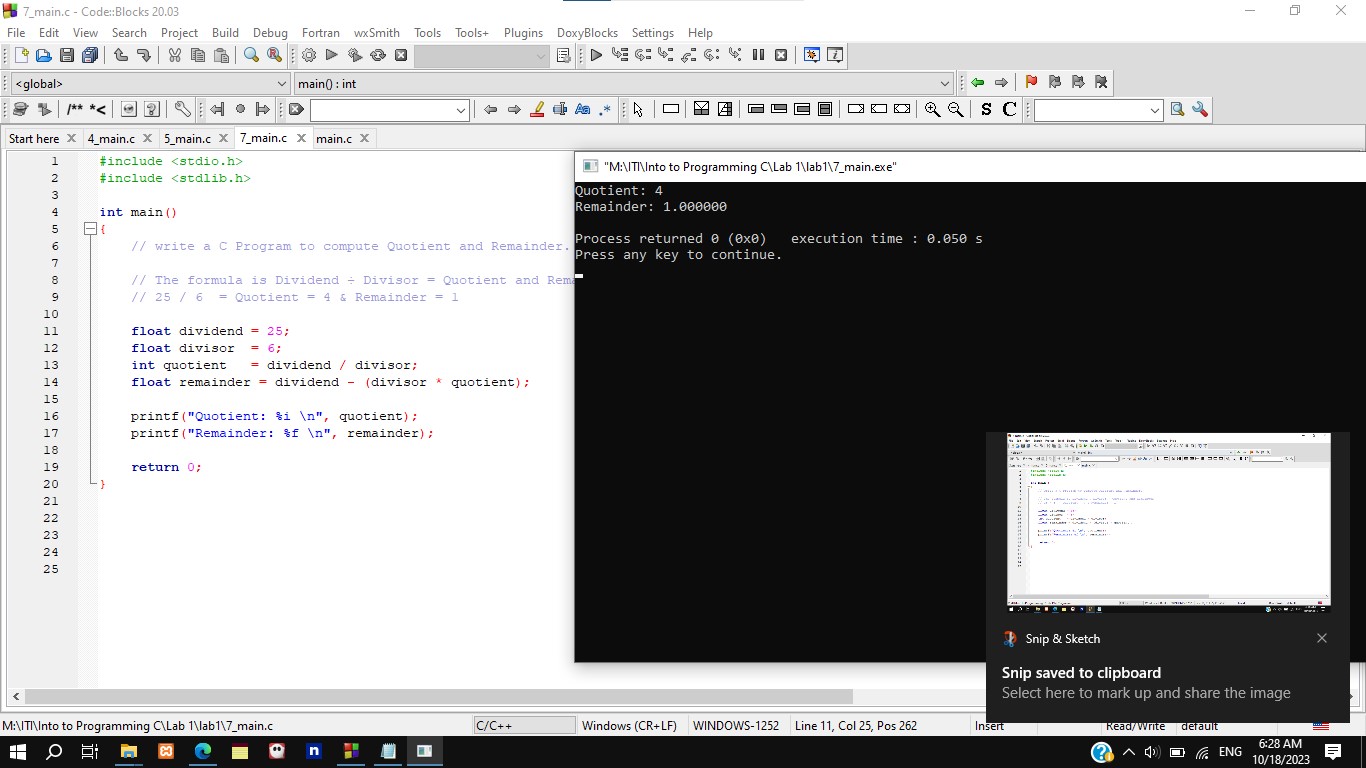 7_main.c - Code::Blocks 20.03
File Edit View Search Project Build Debug Fortran wxSmith Tools Tools+ Plugins DoxyBlocks Settings Help
<global> main() : int
/** *< Aa .* S C
Start here 4_main.c 5_main.c 7_main.c main.c
1 #include <stdio.h>
2 #include <stdlib.h>
3
4 int main()
5 {
6 // write a C Program to compute Quotient and Remainder.
7
8 // The formula is Dividend ÷ Divisor = Quotient and Rema
9 // 25 / 6  = Quotient = 4 & Remainder = 1
10
11 float dividend = 25;
12 float divisor  = 6;
13 int quotient   = dividend / divisor;
14 float remainder = dividend - (divisor * quotient);
15
16 printf("Quotient: %i \n", quotient);
17 printf("Remainder: %f \n", remainder);
18
19 return 0;
20 }
21
22
23
24
25
"M:\ITI\Into to Programming C\Lab 1\lab1\7_main.exe"
Quotient: 4
Remainder: 1.000000
Process returned 0 (0x0)   execution time : 0.050 s
Press any key to continue.
Snip & Sketch
Snip saved to clipboard
Select here to mark up and share the image
M:\ITI\Into to Programming C\Lab 1\lab1\7_main.c C/C++ Windows (CR+LF) WINDOWS-1252 Line 11, Col 25, Pos 262 Insert Read/Write default
ENG 6:28 AM
10/18/2023